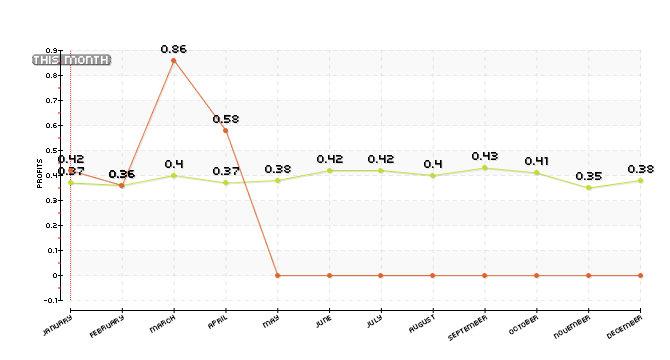 THIS MONTH
PROFITS
0.9
0.8
0.7
0.6
0.5
0.4
0.3
0.2
0.1
0
-0.1
0.42
0.37
0.36
0.86
0.4
0.58
0.37
0.38
0.42
0.42
0.4
0.43
0.41
0.35
0.38
JANUARY
FEBRUARY
MARCH
APRIL
MAY
JUNE
JULY
AUGUST
SEPTEMBER
OCTOBER
NOVEMBER
DECEMBER